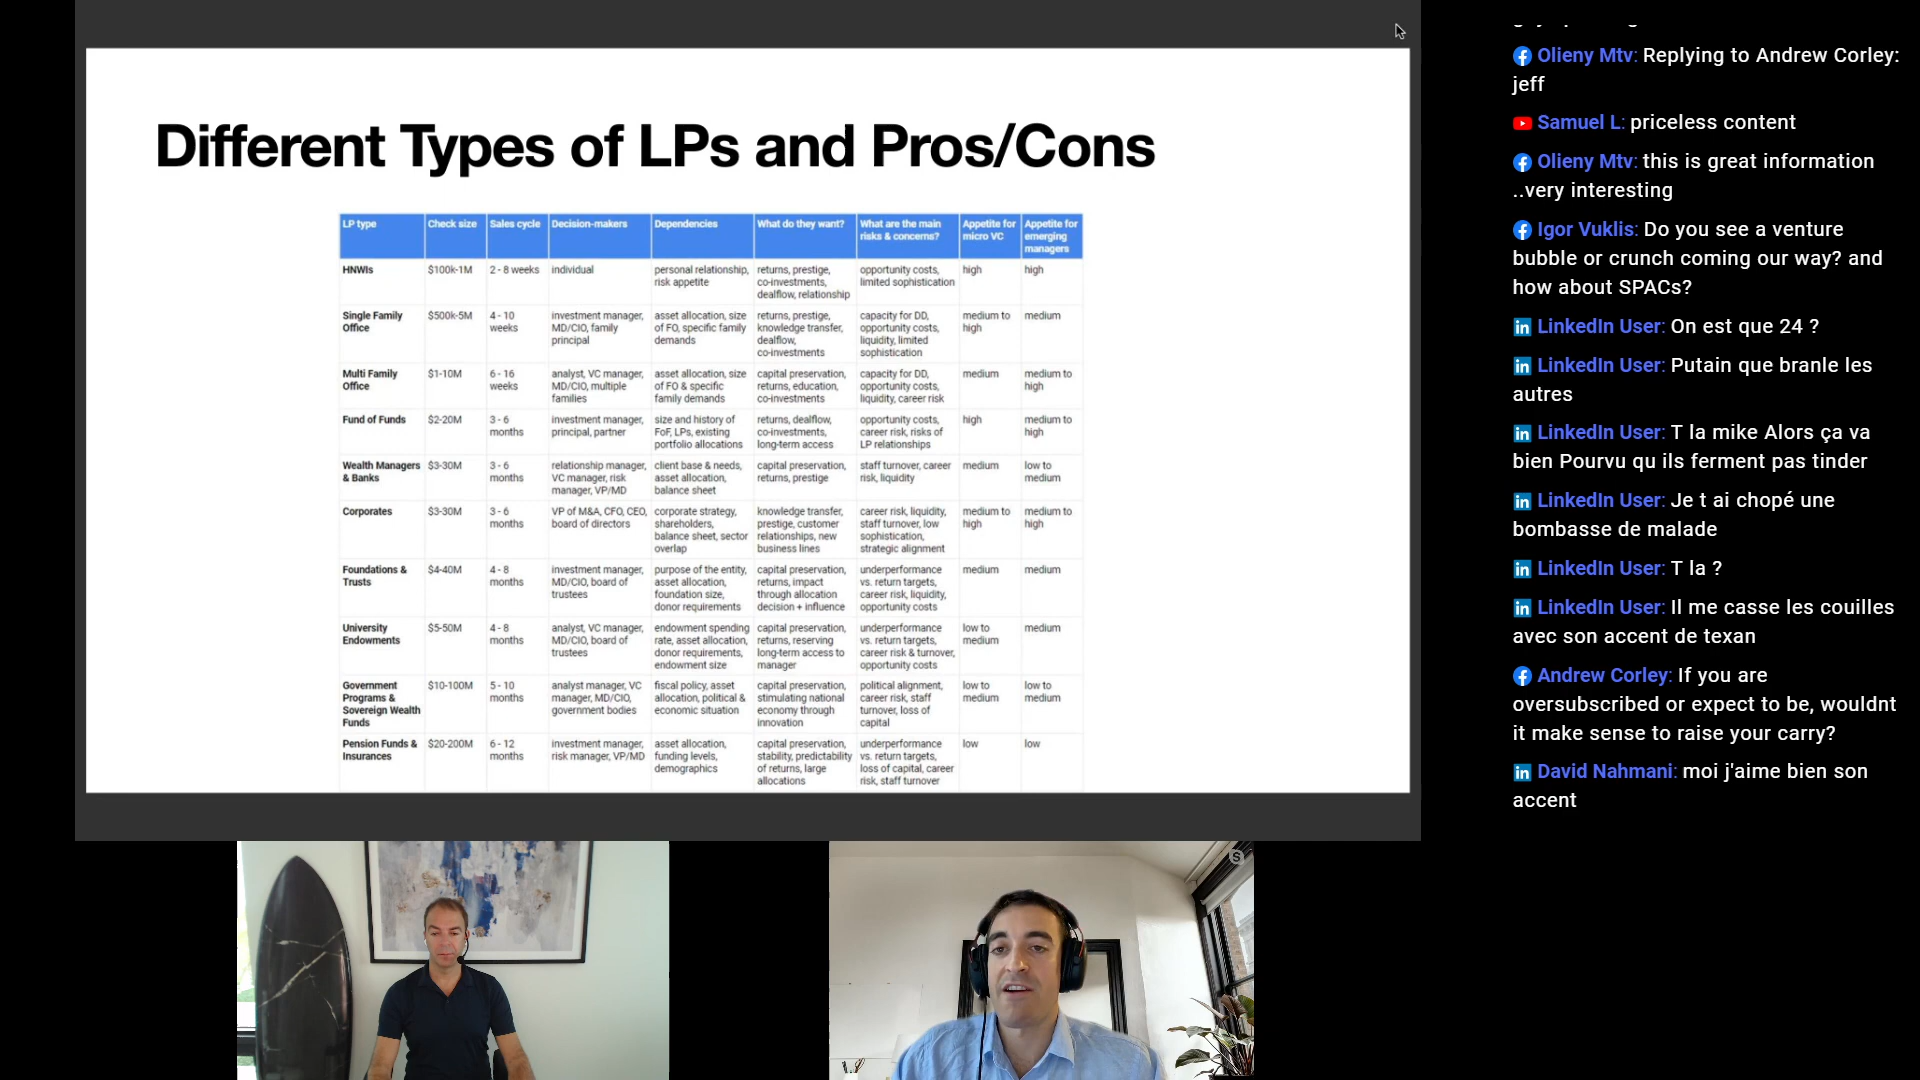 Different Types of LPs and Pros/Cons
LP type Check size Sales cycle Decision-makers Dependencies What do they want? What are the main Appetite for Appetite for
risks & concerns? micro VC emerging
managers
HNWIs $100k-1M 2 - 8 weeks individual personal relationship, returns, prestige, opportunity costs, high high
risk appetite co-investments, limited sophistication
dealflow, relationship
Single Family $500k-5M 4 - 10 investment manager, asset allocation, size returns, prestige, capacity for DD, medium to medium
Office weeks MD/CIO, family of FO, specific family knowledge transfer, opportunity costs, high
principal demands dealflow, liquidity, limited
co-investments sophistication
Multi Family $1-10M 6 - 16 analyst, VC manager, asset allocation, size capital preservation, capacity for DD, medium medium to
Office weeks MD/CIO, multiple of FO & specific returns, education, opportunity costs, high
families family demands co-investments liquidity, career risk
Fund of Funds $2-20M 3 - 6 investment manager, size and history of returns, dealflow, opportunity costs, high medium to
months principal, partner FoF, LPs, existing co-investments, career risk, risks of high
portfolio allocations long-term access LP relationships
Wealth Managers $3-30M 3 - 6 relationship manager, client base & needs, capital preservation, staff turnover, career medium low to
& Banks months VC manager, risk asset allocation, returns, prestige risk, liquidity medium
manager, VP/MD balance sheet
Corporates $3-30M 3 - 6 VP of M&A, CFO, CEO, corporate strategy, knowledge transfer, career risk, liquidity, medium to medium to
months board of directors shareholders, prestige, customer staff turnover, low high high
balance sheet, sector relationships, new sophistication,
overlap business lines strategic alignment
Foundations & $4-40M 4 - 8 investment manager, purpose of the entity, capital preservation, underperformance medium medium
Trusts months MD/CIO, board of asset allocation, returns, impact vs. return targets,
trustees foundation size, through allocation career risk, liquidity,
donor requirements decision + influence opportunity costs
University $5-50M 4 - 8 analyst, VC manager, endowment spending capital preservation, underperformance low to medium
Endowments months MD/CIO, board of rate, asset allocation, returns, reserving vs. return targets, medium
trustees donor requirements, long-term access to career risk & turnover,
endowment size manager opportunity costs
Government $10-100M 5 - 10 analyst manager, VC fiscal policy, asset capital preservation, political alignment, low to low to
Programs & months manager, MD/CIO, allocation, political & stimulating national career risk, staff medium medium
Sovereign Wealth government bodies economic situation economy through turnover, loss of
Funds innovation capital
Pension Funds & $20-200M 6 - 12 investment manager, asset allocation, capital preservation, underperformance low low
Insurances months risk manager, VP/MD funding levels, stability, predictability vs. return targets,
demographics of returns, large loss of capital, career
allocations risk, staff turnover
Olieny Mtv: Replying to Andrew Corley:
jeff
Samuel L: priceless content
Olieny Mtv: this is great information
..very interesting
Igor Vuklis: Do you see a venture
bubble or crunch coming our way? and
how about SPACs?
LinkedIn User: On est que 24 ?
LinkedIn User: Putain que branle les
autres
LinkedIn User: T la mike Alors ça va
bien Pourvu qu ils ferment pas tinder
LinkedIn User: Je t ai chopé une
bombasse de malade
LinkedIn User: T la ?
LinkedIn User: Il me casse les couilles
avec son accent de texan
Andrew Corley: If you are
oversubscribed or expect to be, wouldnt
it make sense to raise your carry?
David Nahmani: moi j'aime bien son
accent